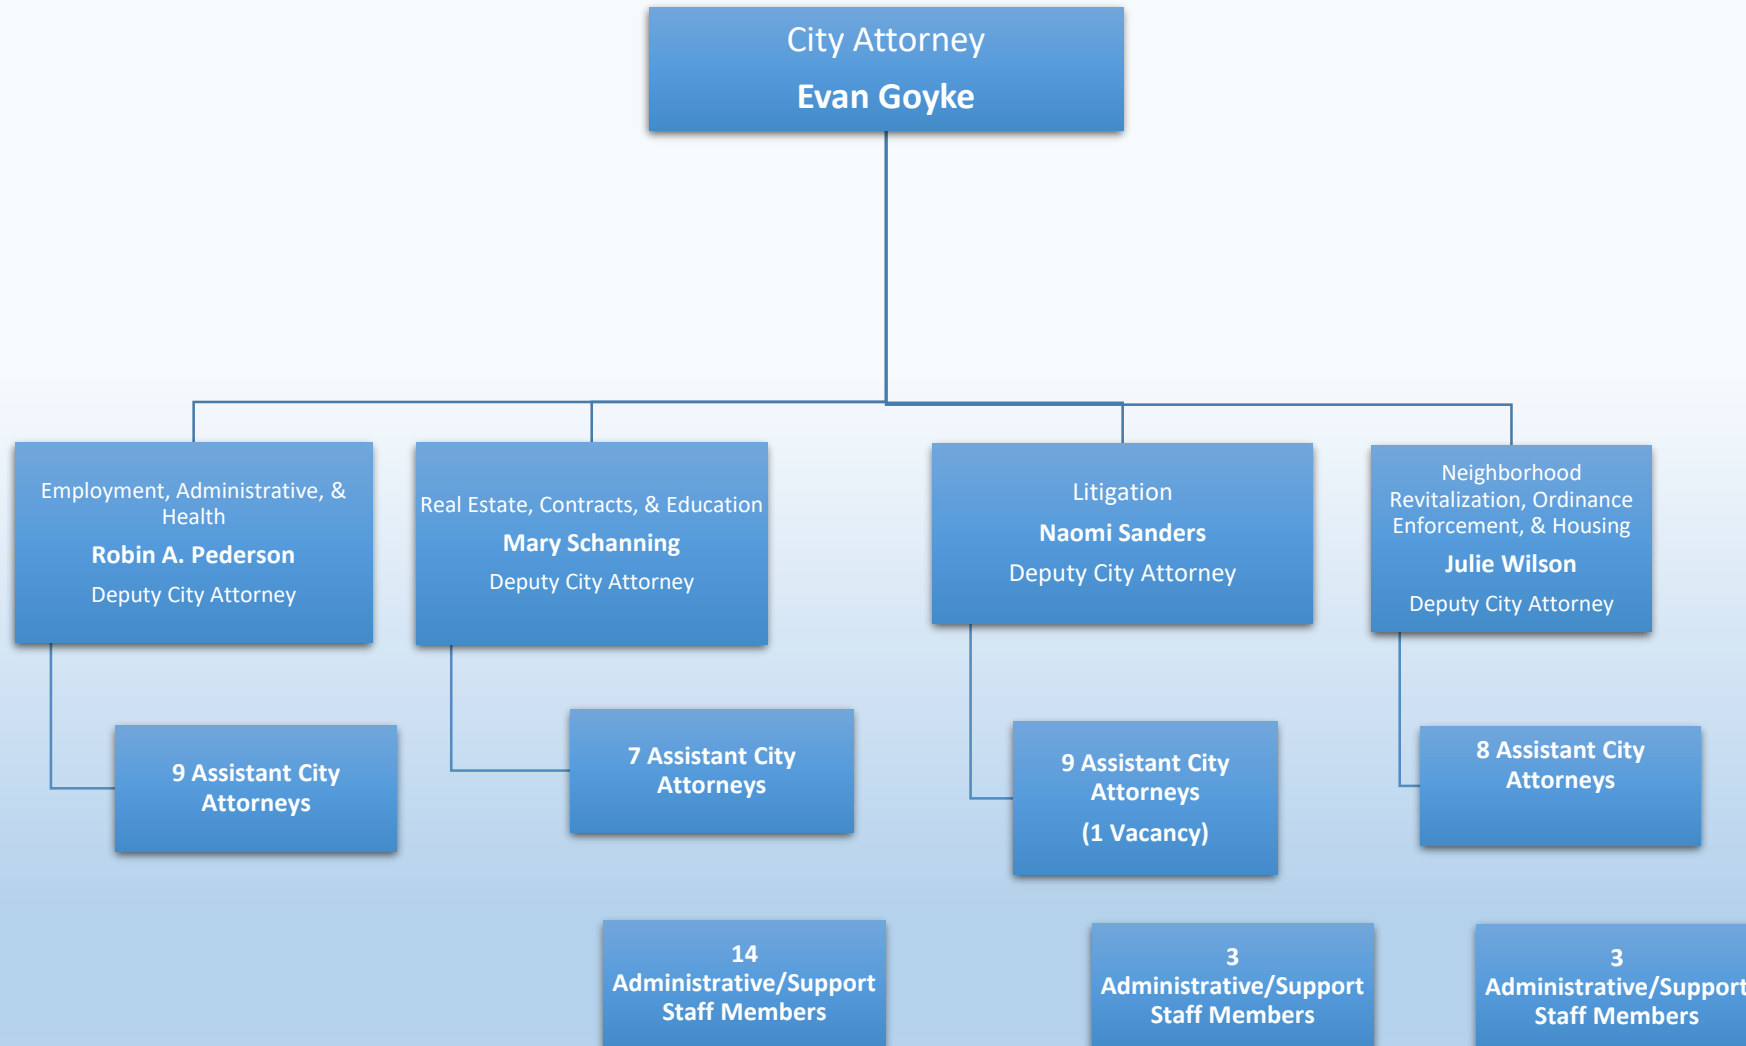 City Attorney
Evan Goyke
Employment, Administrative, &
Health
Robin A. Pederson
Deputy City Attorney
Real Estate, Contracts, & Education
Mary Schanning
Deputy City Attorney
Litigation
Naomi Sanders
Deputy City Attorney
Neighborhood
Revitalization, Ordinance
Enforcement, & Housing
Julie Wilson
Deputy City Attorney
9 Assistant City
Attorneys
7 Assistant City
Attorneys
9 Assistant City
Attorneys
(1 Vacancy)
8 Assistant City
Attorneys
14
Administrative/Support
Staff Members
3
Administrative/Support
Staff Members
3
Administrative/Support
Staff Members